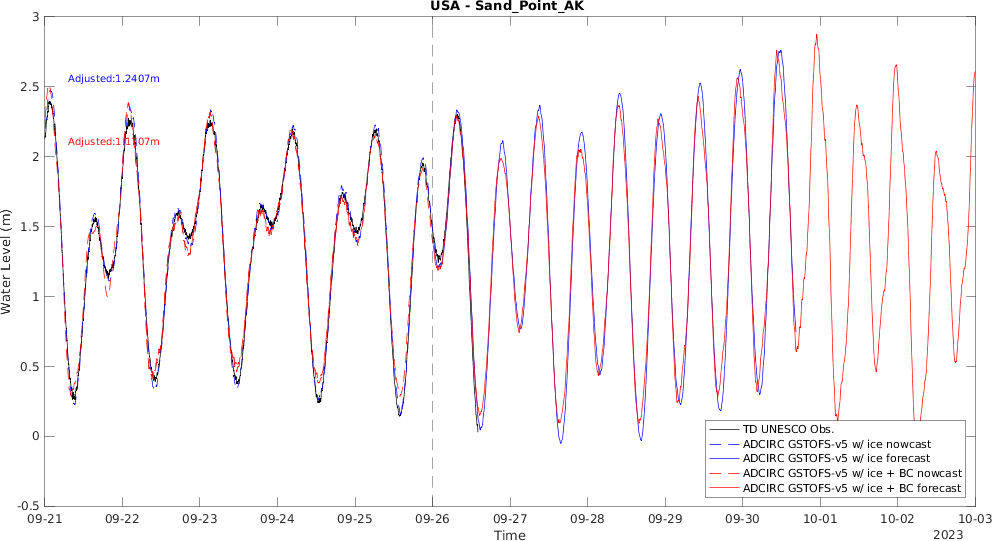 USA - Sand_Point_AK
3
2.5
2
1.5
1
0.5
0
-0.5
Water Level (m)
Adjusted:1.2407m
Adjusted:1.1807m
TD UNESCO Obs.
ADCIRC GSTOFS-v5 w/ ice nowcast
ADCIRC GSTOFS-v5 w/ ice forecast
ADCIRC GSTOFS-v5 w/ ice + BC nowcast
ADCIRC GSTOFS-v5 w/ ice + BC forecast
09-21 09-22 09-23 09-24 09-25 09-26 09-27 09-28 09-29 09-30 10-01 10-02 10-03
Time
2023